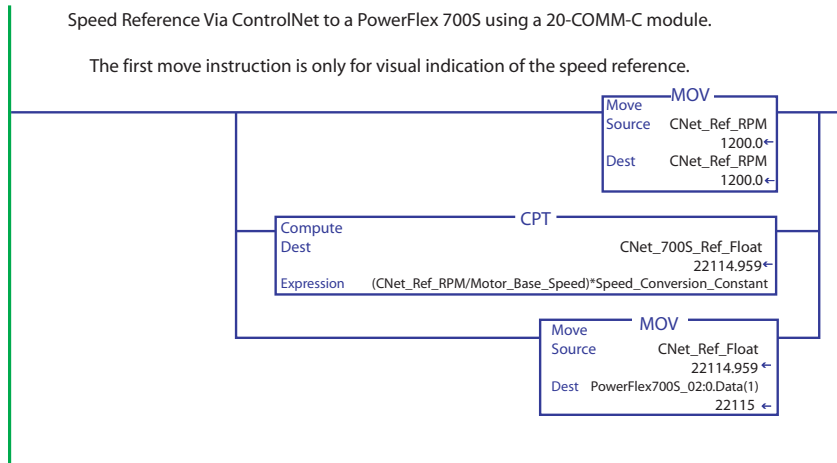 Speed Reference Via ControlNet to a PowerFlex 700S using a 20-COMM-C module.
The first move instruction is only for visual indication of the speed reference.
MOV
Move
Source CNet_Ref_RPM
1200.0←
Dest CNet_Ref_RPM
1200.0←
CPT
Compute
Dest CNet_700S_Ref_Float
22114.959←
Expression (CNet_Ref_RPM/Motor_Base_Speed)*Speed_Conversion_Constant
MOV
Move
Source CNet_Ref_Float
22114.959 ←
Dest PowerFlex700S_02:0.Data(1)
22115 ←